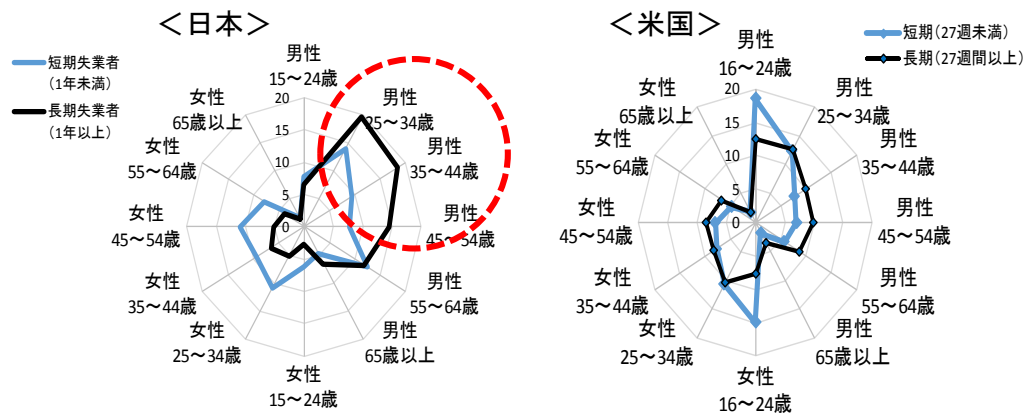 ＜日本＞
短期失業者
(1年未満)
長期失業者
(1年以上)
男性
15～24歳
男性
25～34歳
男性
35～44歳
男性
45～54歳
男性
55～64歳
男性
65歳以上
女性
15～24歳
女性
25～34歳
女性
35～44歳
女性
45～54歳
女性
55～64歳
女性
65歳以上
20
15
10
5
0
＜米国＞
短期(27週未満)
長期(27週間以上)
男性
16～24歳
男性
25～34歳
男性
35～44歳
男性
45～54歳
男性
55～64歳
男性
65歳以上
女性
16～24歳
女性
25～34歳
女性
35～44歳
女性
45～54歳
女性
55～64歳
女性
65歳以上
20
15
10
5
0